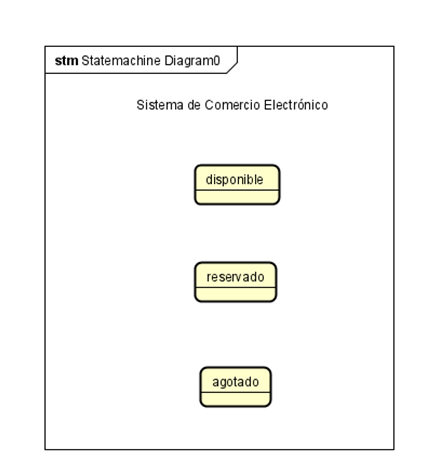 stm Statemachine Diagram0
Sistema de Comercio Electrónico
disponible
reservado
agotado